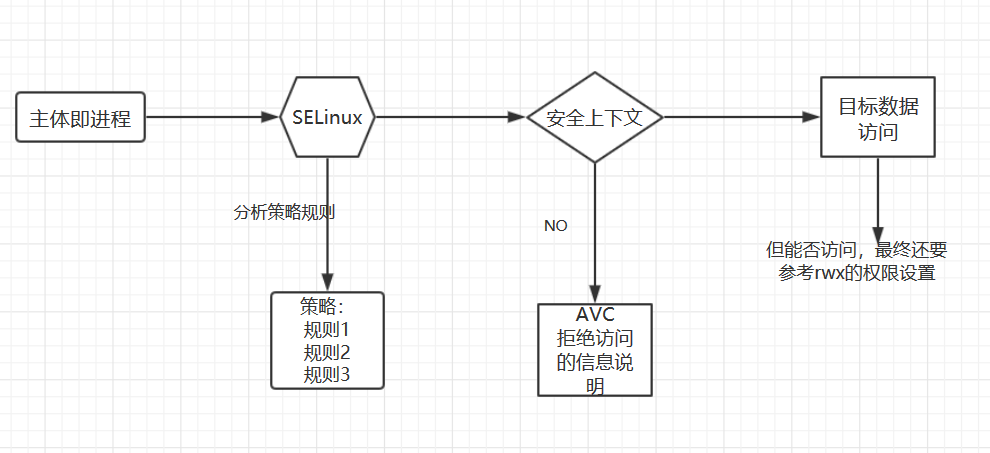 主体即进程
SELinux
安全上下文
目标数据
访问
分析策略规则
NO
但能否访问，最终还要
参考rwx的权限设置
策略：
规则1
规则2
规则3
AVC
拒绝访问
的信息说
明